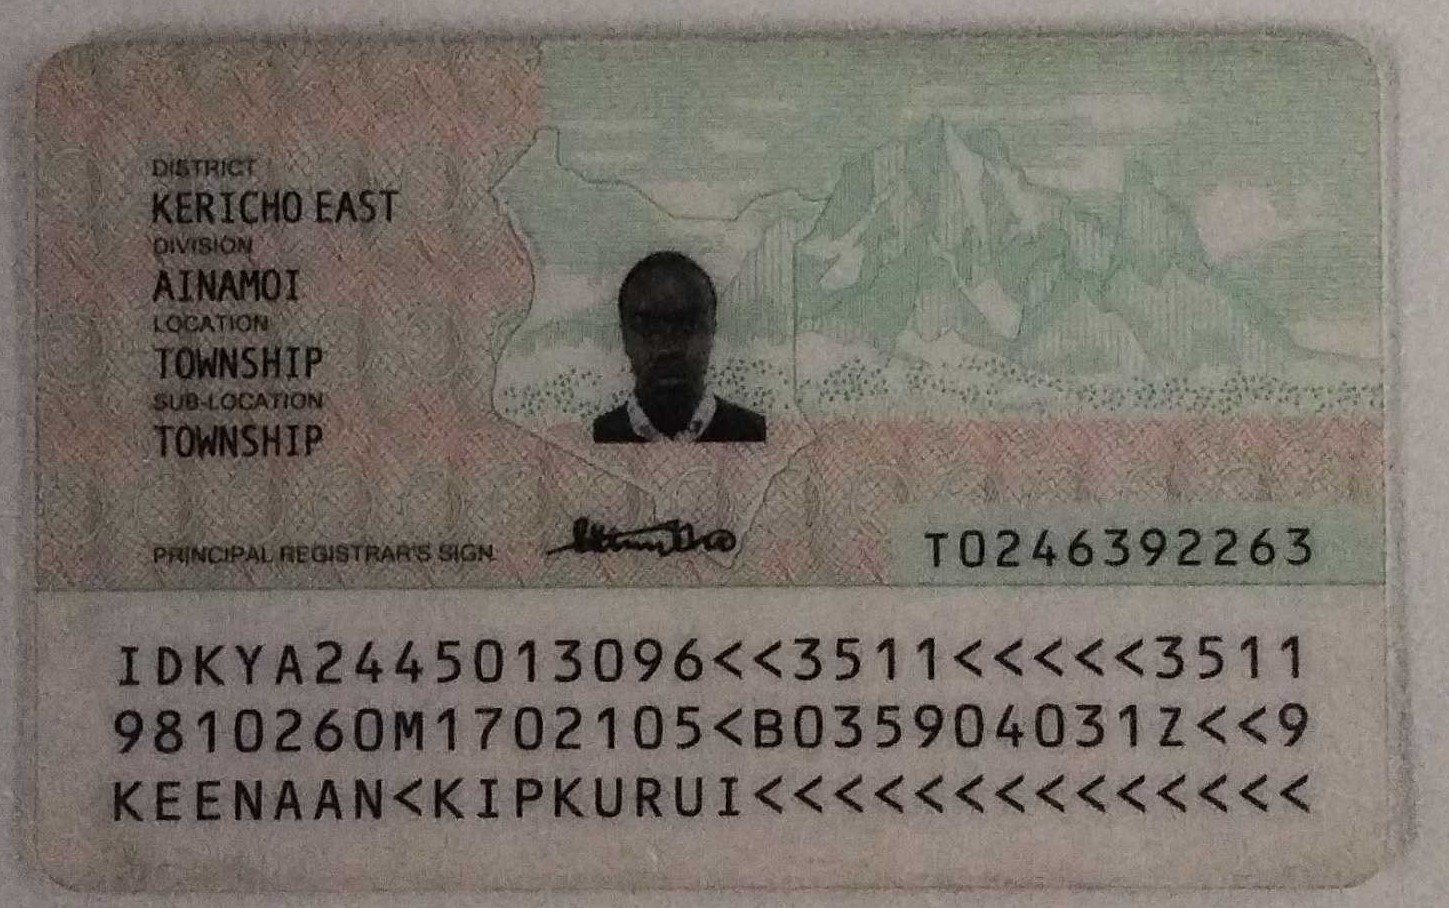 DISTRICT
KERICHO EAST
DIVISION
AINAMOI
LOCATION
TOWNSHIP
SUB-LOCATION
TOWNSHIP
PRINCIPAL REGISTRAR'S SIGN
T0246392263
IDKYA2445013096<<3511<<<<<3511
9810260M1702105<B035904031Z<<9
KEENAAN<KIPKURUI<<<<<<<<<<<<<<